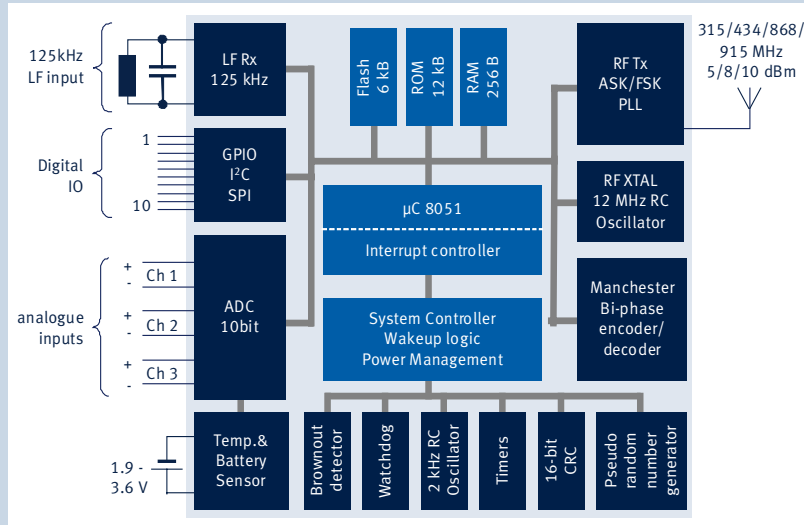 125kHz
LF input
LF Rx
125 kHz
Flash
6 kB
ROM
12 kB
RAM
256 B
RF Tx
ASK/FSK
PLL
315/434/868/
915 MHz
5/8/10 dBm
Digital
IO
1
10
GPIO
I²C
SPI
µC 8051
Interrupt controller
RF XTAL
12 MHz RC
Oscillator
analogue
inputs
+
-
Ch 1
+
-
Ch 2
+
-
Ch 3
ADC
10bit
System Controller
Wakeup logic
Power Management
Manchester
Bi-phase
encoder/
decoder
1.9 -
3.6 V
Temp.&
Battery
Sensor
Brownout
detector
Watchdog
2 kHz RC
Oscillator
Timers
16-bit
CRC
Pseudo
random
number
generator